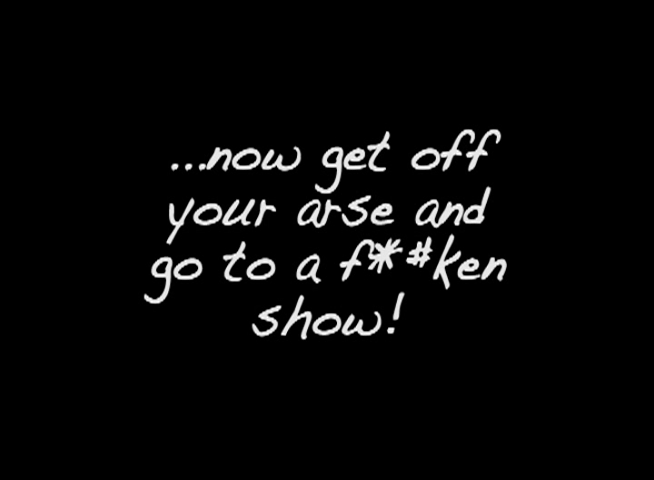 ...now get off
your arse and
go to a f**#ken
show!